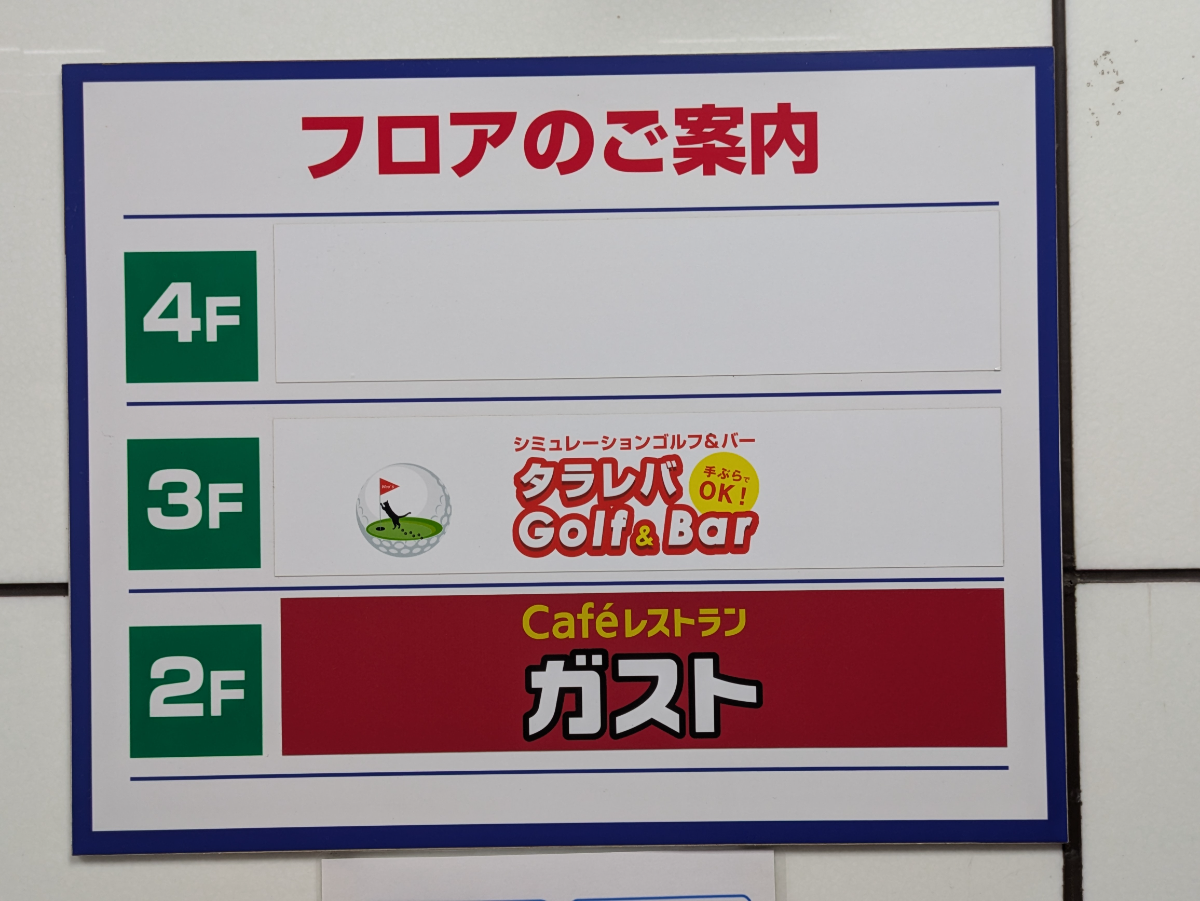 フロアのご案内
4F
3F
シミュレーションゴルフ&バー
タラレバ
手ぶらで
OK!
Golf & Bar
2F
Caféレストラン
ガスト